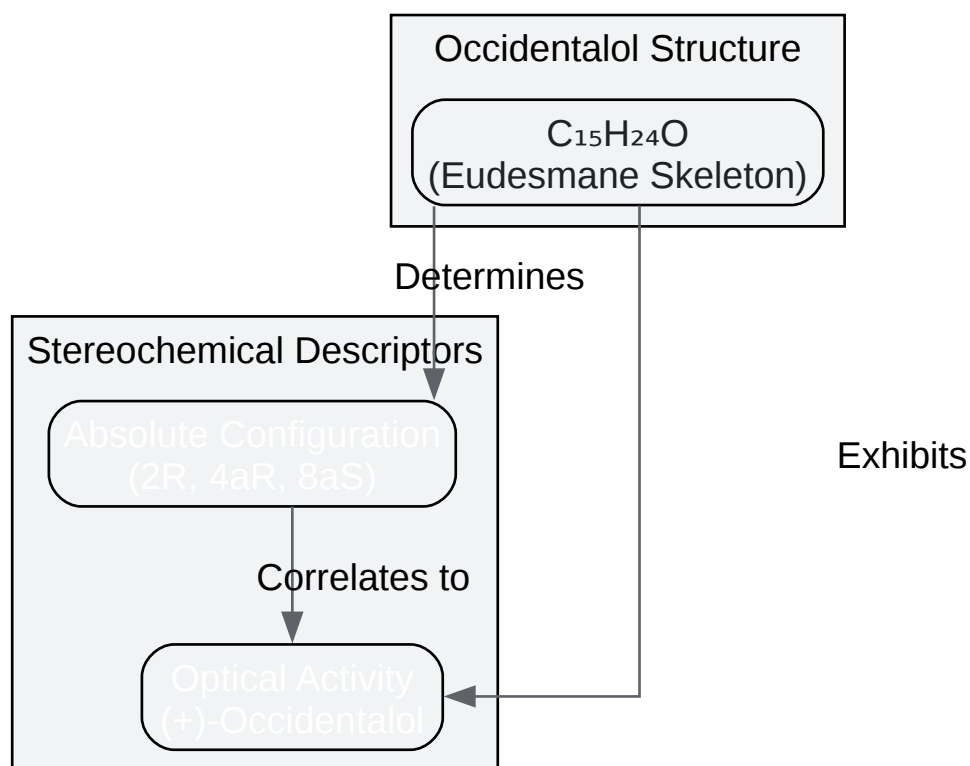 Occidentalol Structure
C₁₅H₂₄O
(Eudesmane Skeleton)
Determines
Stereochemical Descriptors
Absolute Configuration
(2R, 4aR, 8aS)
Exhibits
Correlates to
Optical Activity
(+)-Occidentalol